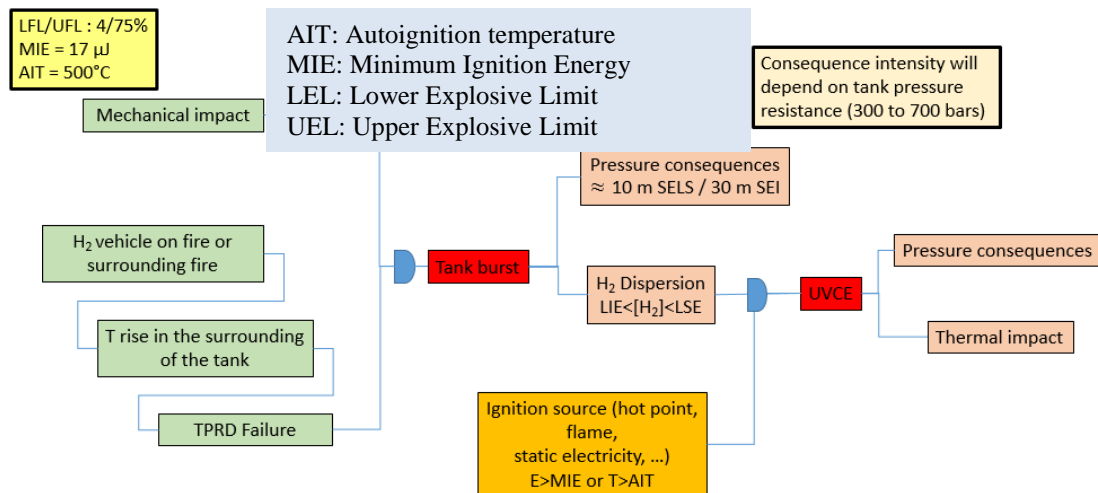 LFL/UFL : 4/75%
MIE = 17 µJ
AIT = 500°C
AIT: Autoignition temperature
MIE: Minimum Ignition Energy
LEL: Lower Explosive Limit
UEL: Upper Explosive Limit
Consequence intensity will
depend on tank pressure
resistance (300 to 700 bars)
Mechanical impact
Pressure consequences
≈ 10 m SELS / 30 m SEI
H₂ vehicle on fire or
surrounding fire
Tank burst
H₂ Dispersion
LIE<[H₂]<LSE
UVCE
Pressure consequences
Thermal impact
T rise in the surrounding
of the tank
TPRD Failure
Ignition source (hot point,
flame,
static electricity, …)
E>MIE or T>AIT